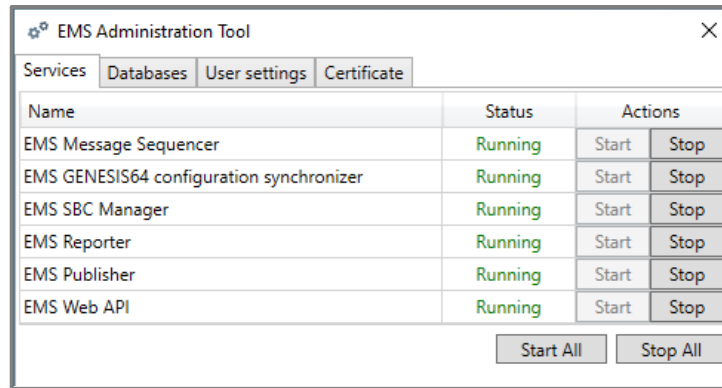 EMS Administration Tool
Services Databases User settings Certificate
Name Status Actions
EMS Message Sequencer Running Start Stop
EMS GENESIS64 configuration synchronizer Running Start Stop
EMS SBC Manager Running Start Stop
EMS Reporter Running Start Stop
EMS Publisher Running Start Stop
EMS Web API Running Start Stop
Start All Stop All